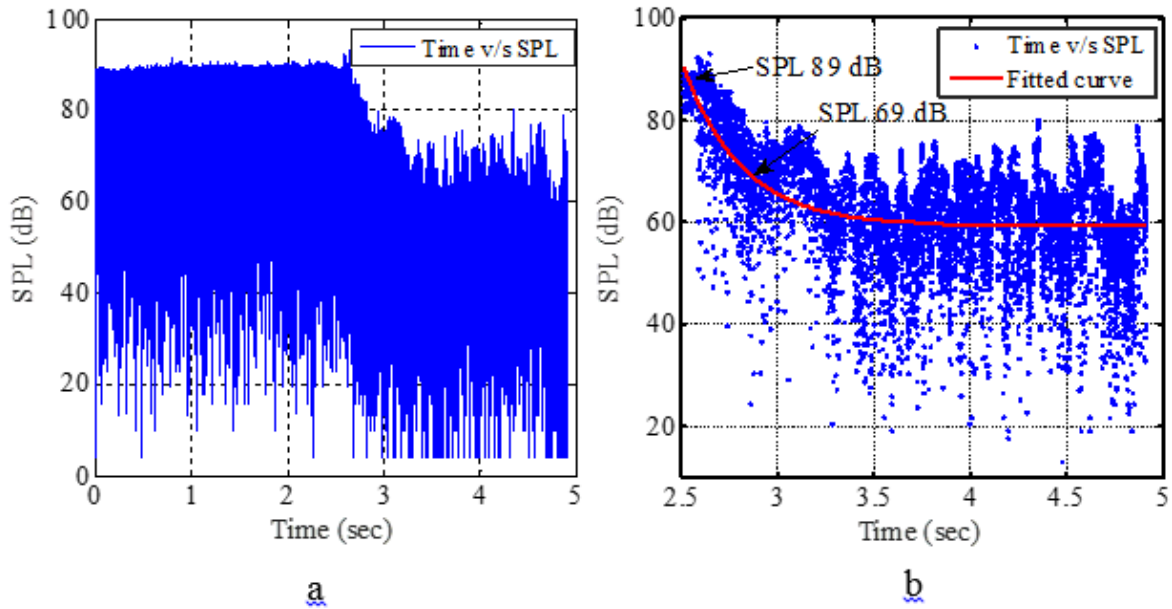 100
80
60
40
20
0
SPL (dB)
0 1 2 3 4 5
Time (sec)
Time v/s SPL
a
100
80
60
40
20
SPL (dB)
2.5 3 3.5 4 4.5 5
Time (sec)
Time v/s SPL
Fitted curve
SPL 89 dB
SPL 69 dB
b